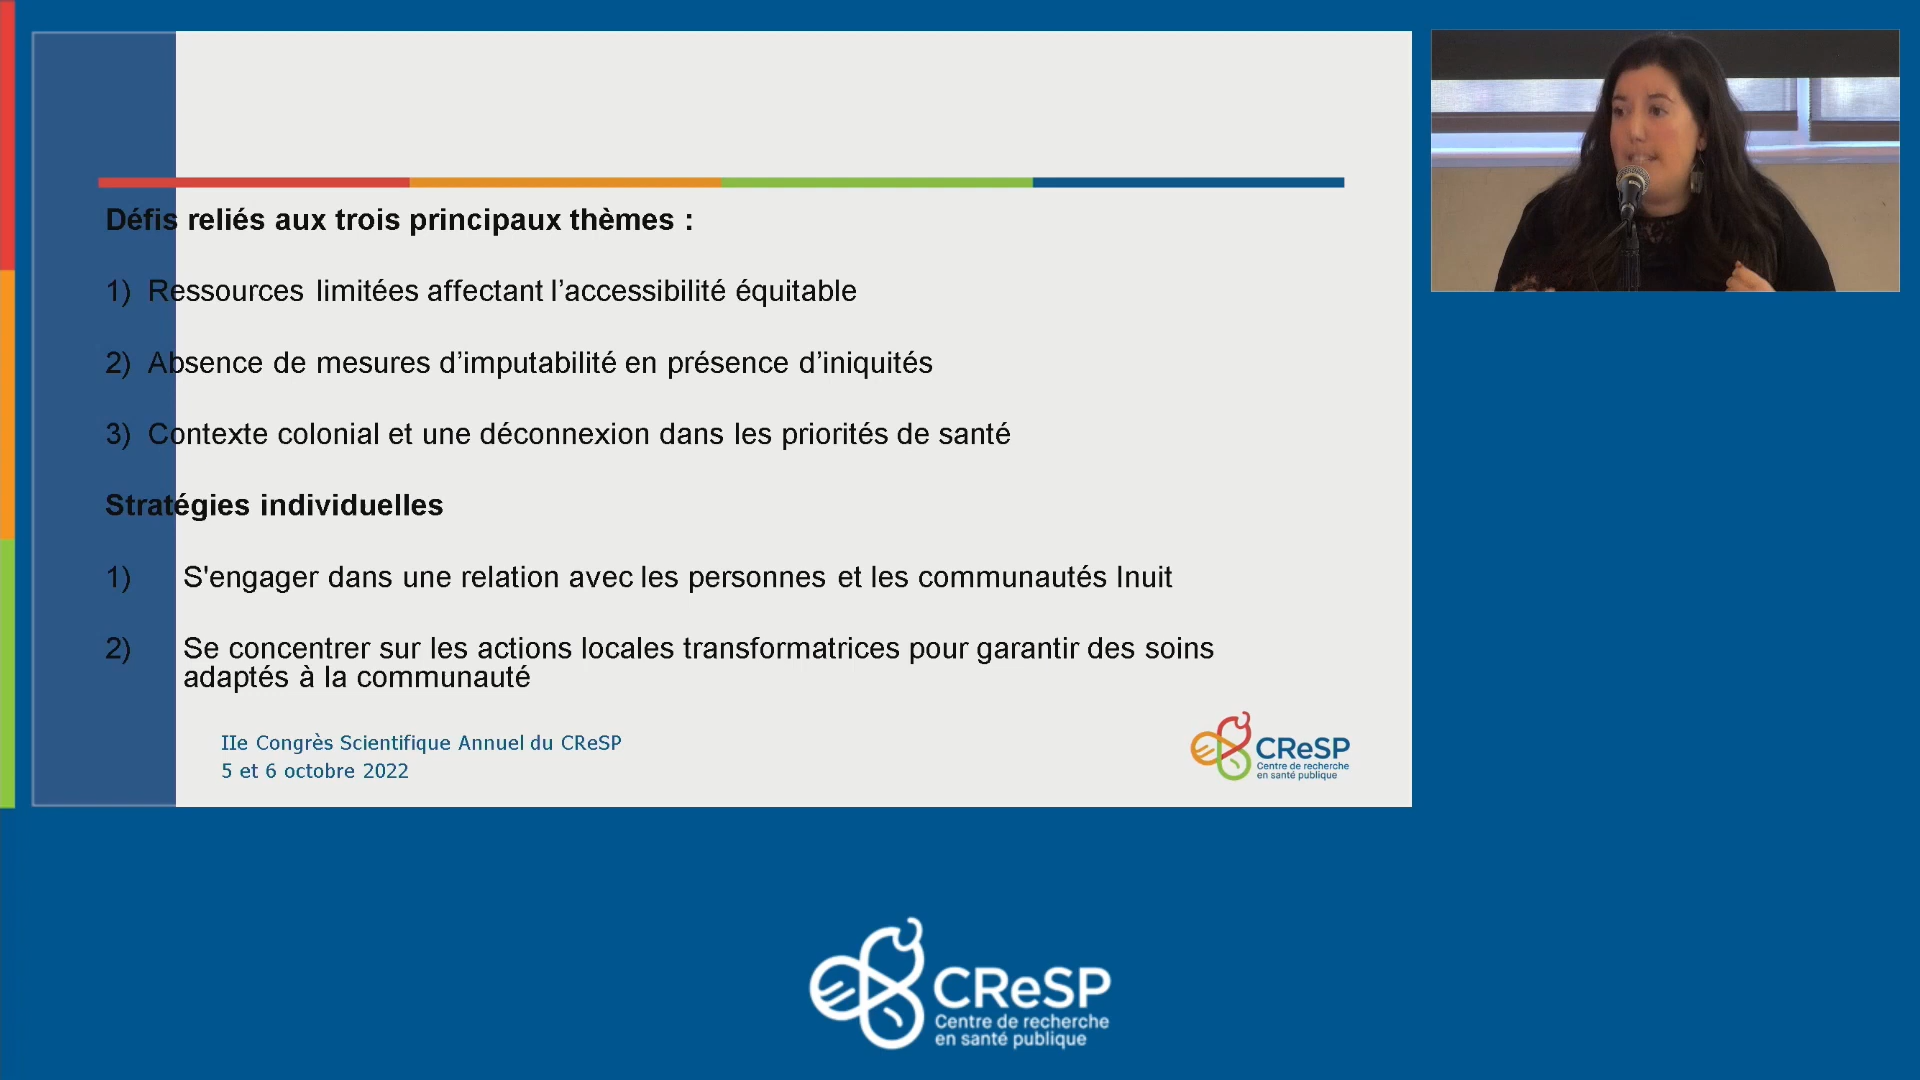 Défis reliés aux trois principaux thèmes :
1) Ressources limitées affectant l’accessibilité équitable
2) Absence de mesures d’imputabilité en présence d’iniquités
3) Contexte colonial et une déconnexion dans les priorités de santé
Stratégies individuelles
1) S'engager dans une relation avec les personnes et les communautés Inuit
2) Se concentrer sur les actions locales transformatrices pour garantir des soins
adaptés à la communauté
IIe Congrès Scientifique Annuel du CReSP
5 et 6 octobre 2022
CReSP
Centre de recherche
en santé publique
CReSP
Centre de recherche
en santé publique